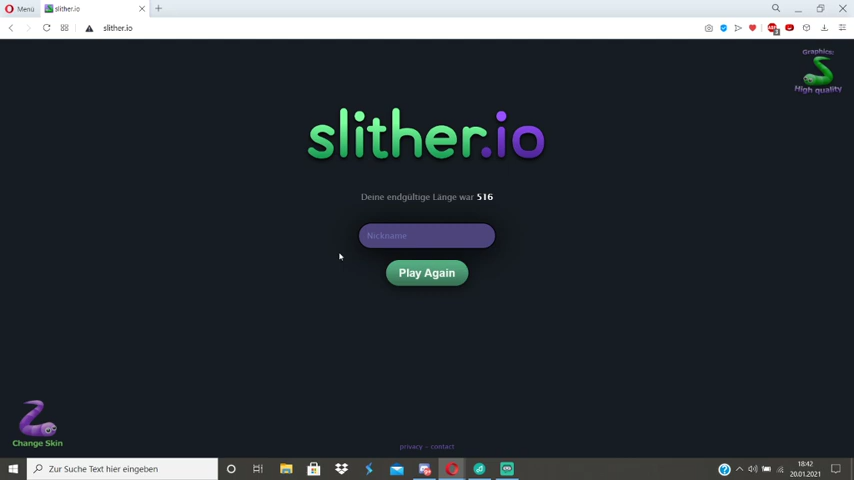 Menü
slither.io
slither.io
Graphics:
High quality
slither.io
Deine endgültige Länge war 516
Nickname
Play Again
Change Skin
privacy - contact
Zur Suche Text hier eingeben
18:42
20.01.2021